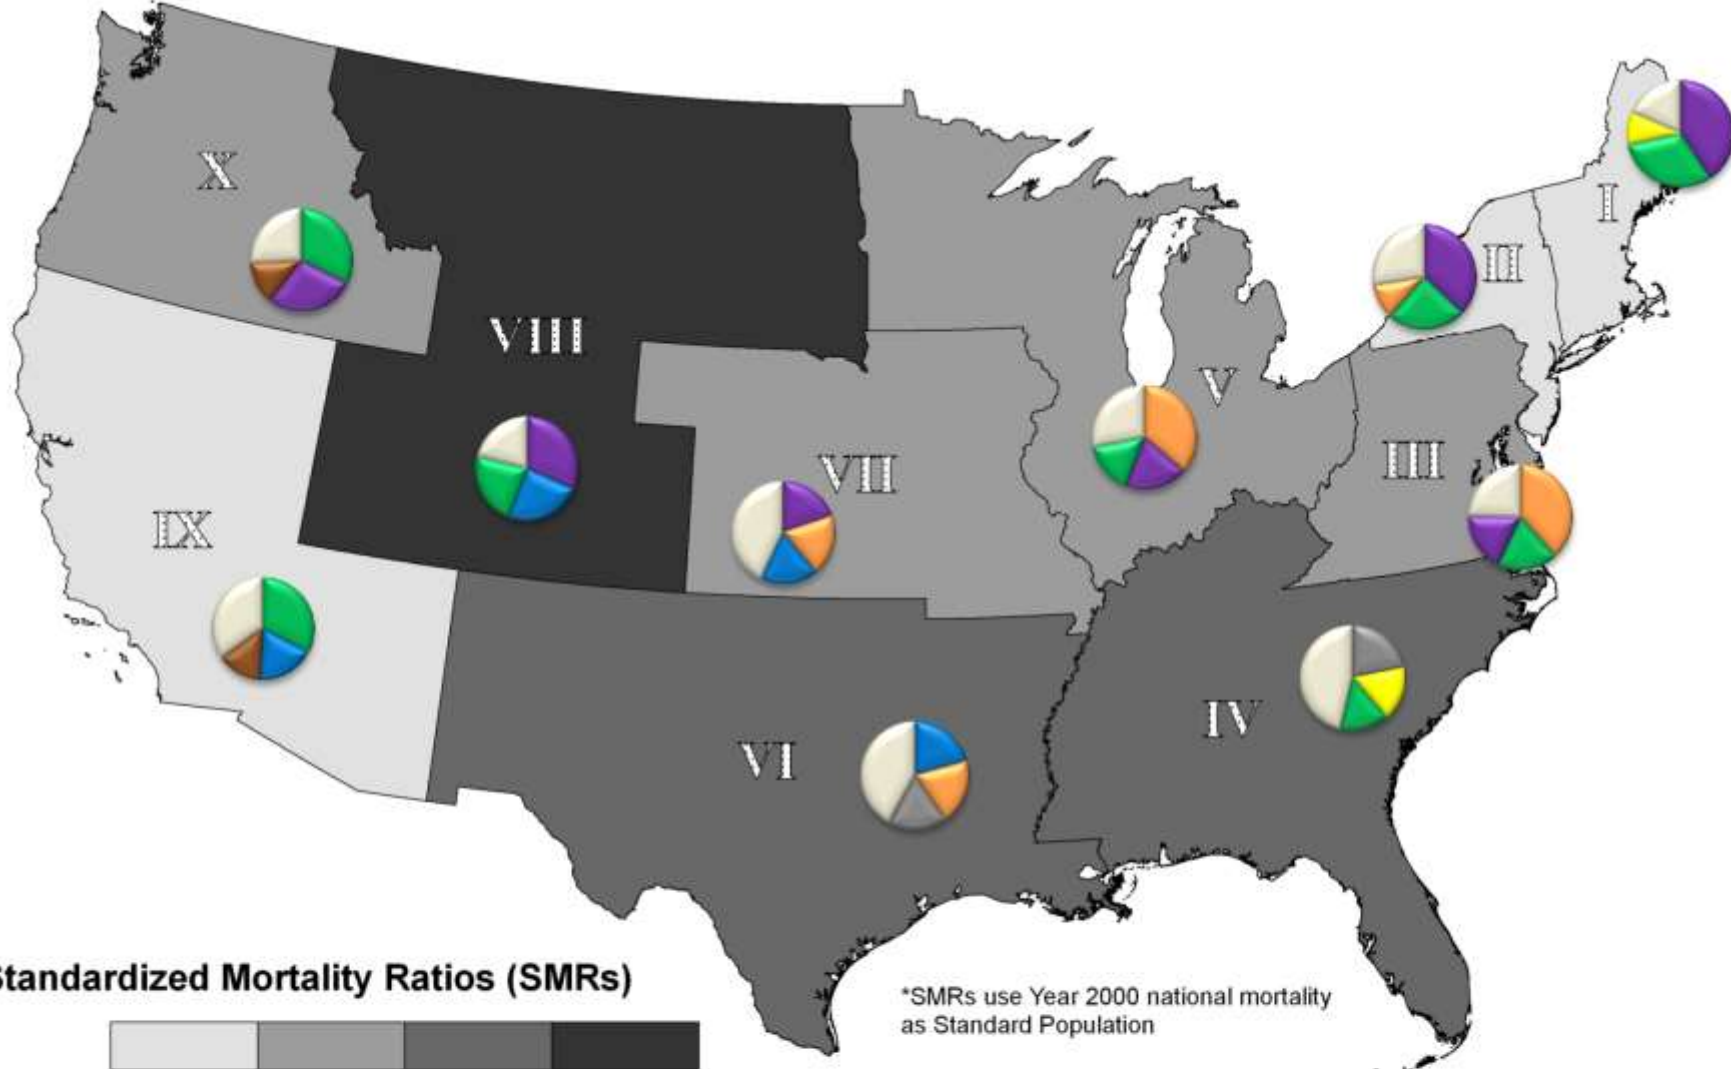 X
I
II
VIII
V
VII
III
IX
IV
VI
tandardized Mortality Ratios (SMRs)
*SMRs use Year 2000 national mortality
as Standard Population